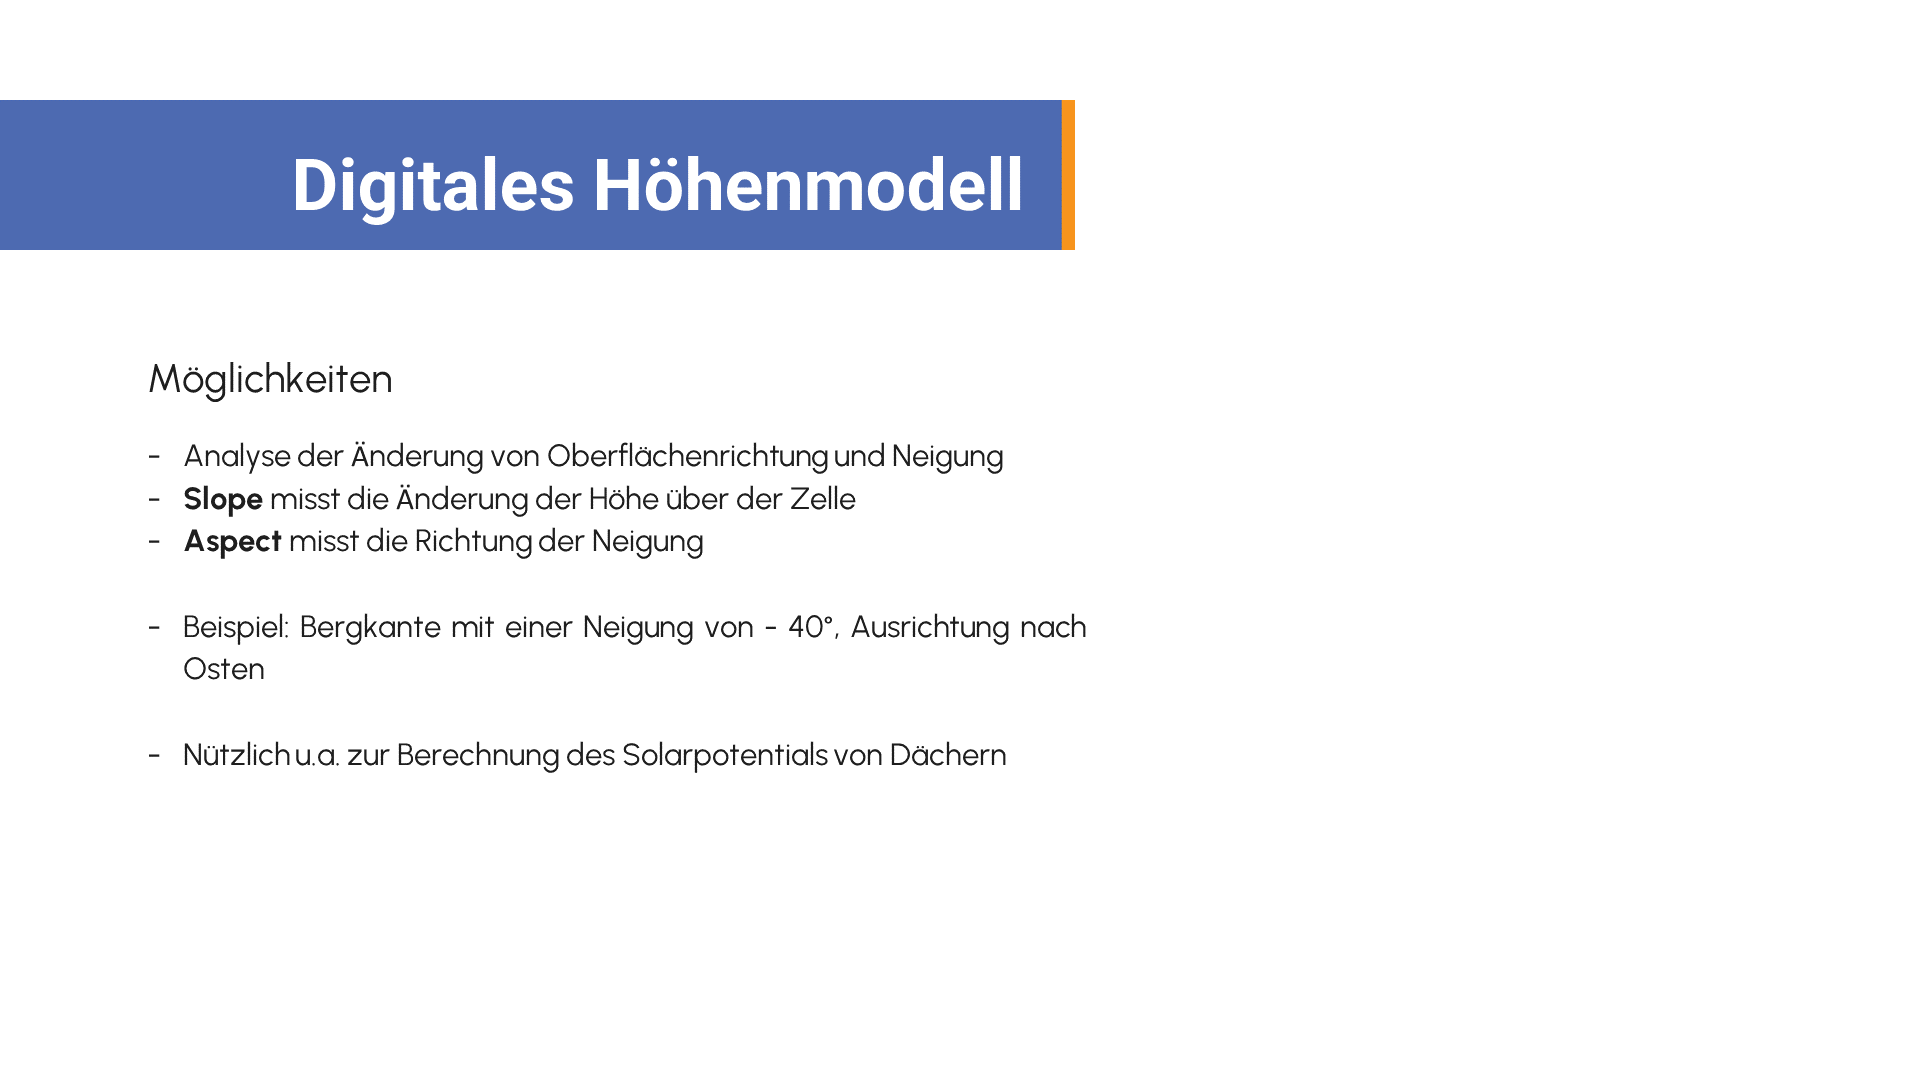 Digitales Höhenmodell
Möglichkeiten
- Analyse der Änderung von Oberflächenrichtung und Neigung
- Slope misst die Änderung der Höhe über der Zelle
- Aspect misst die Richtung der Neigung
- Beispiel: Bergkante mit einer Neigung von - 40°, Ausrichtung nach
Osten
- Nützlich u.a. zur Berechnung des Solarpotentials von Dächern